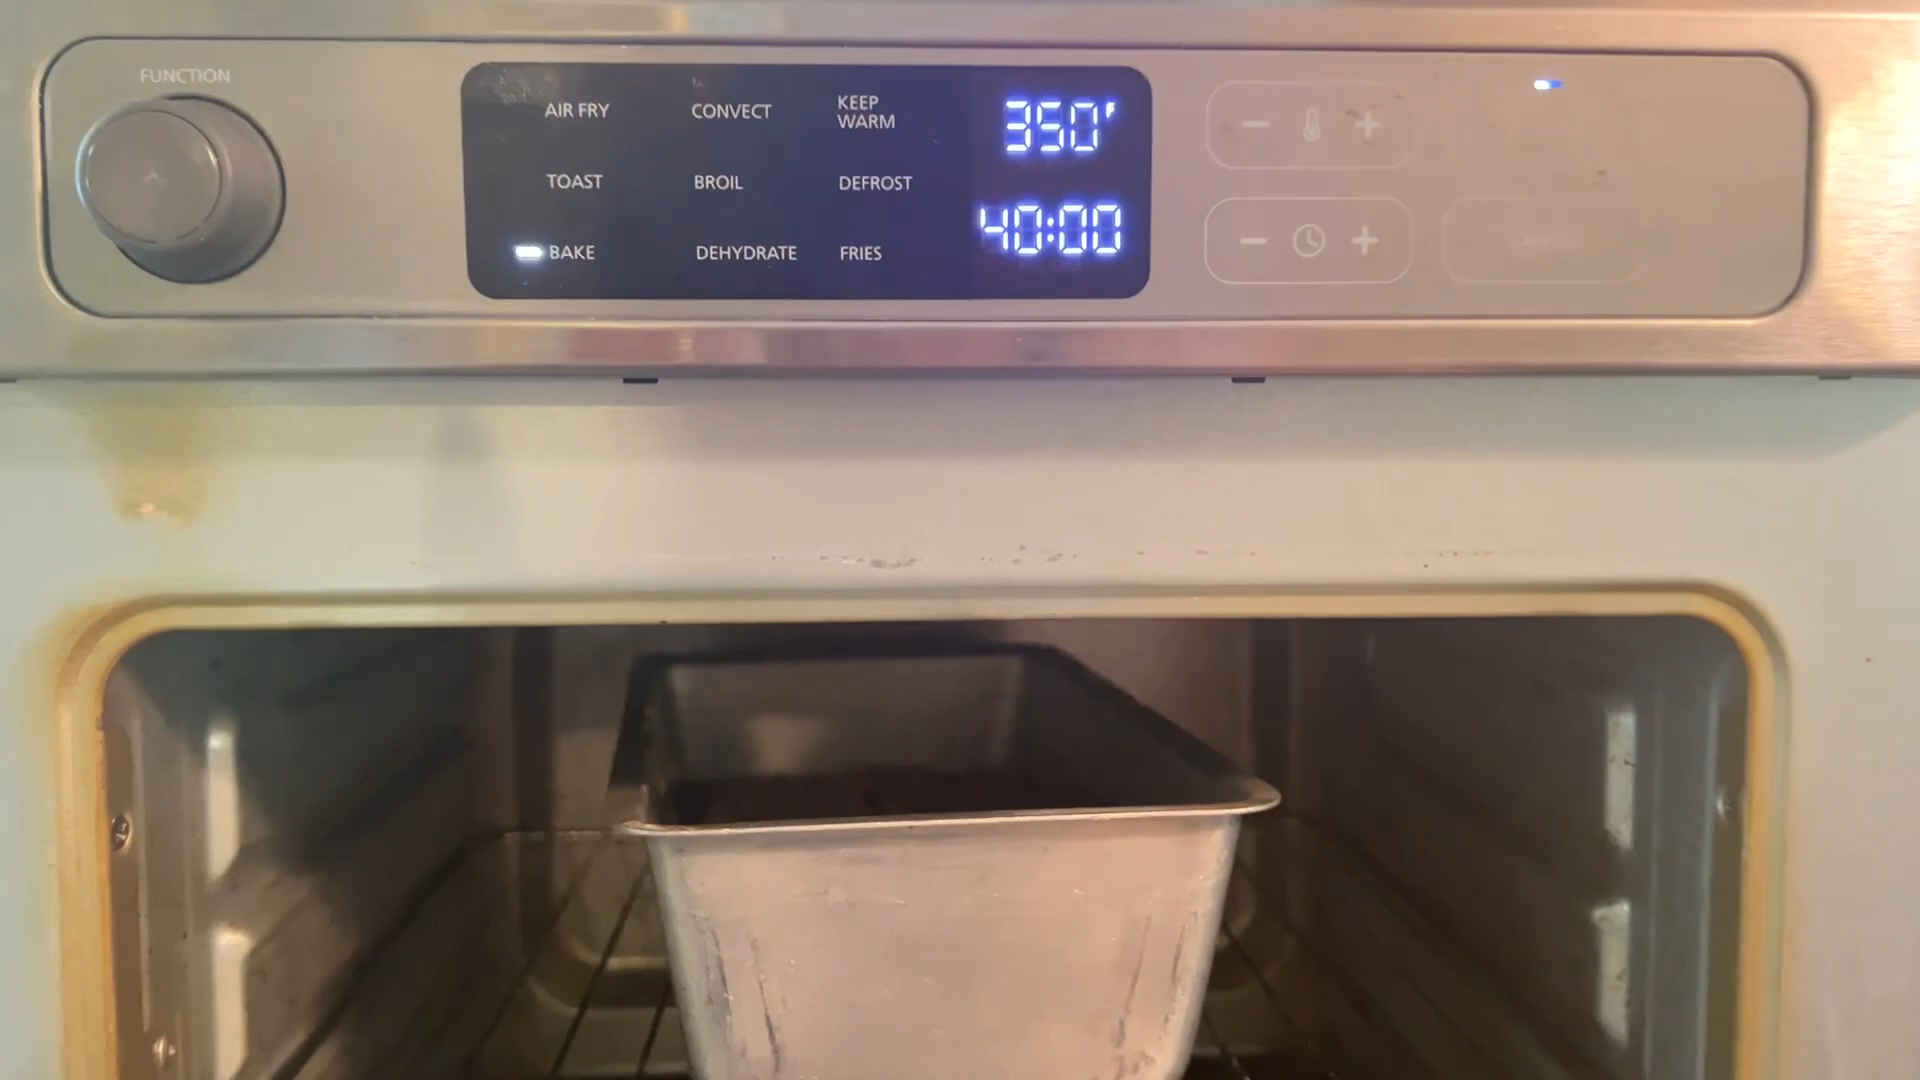 FUNCTION
AIR FRY
CONVECT
KEEP
WARM
350°F
TOAST
BROIL
DEFROST
40:00
BAKE
DEHYDRATE
FRIES